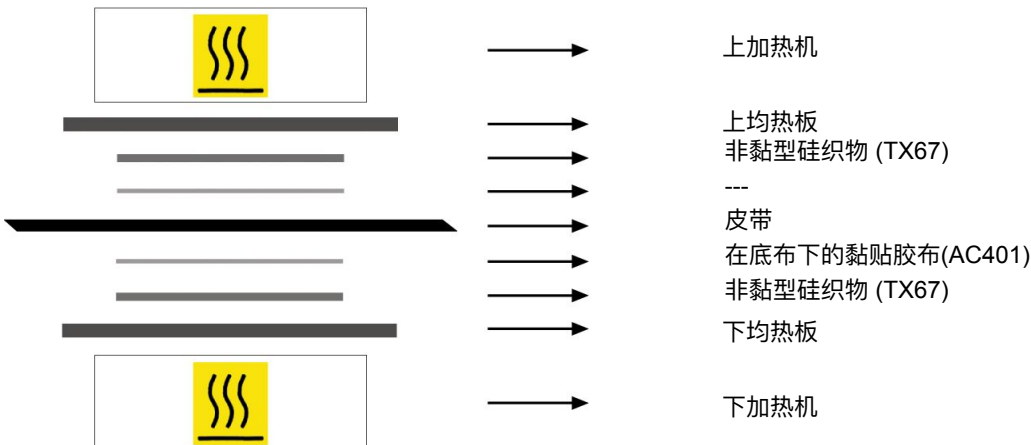 上加热机
上均热板
非黏型硅织物 (TX67)
---
皮带
在底布下的黏贴胶布(AC401)
非黏型硅织物 (TX67)
下均热板
下加热机